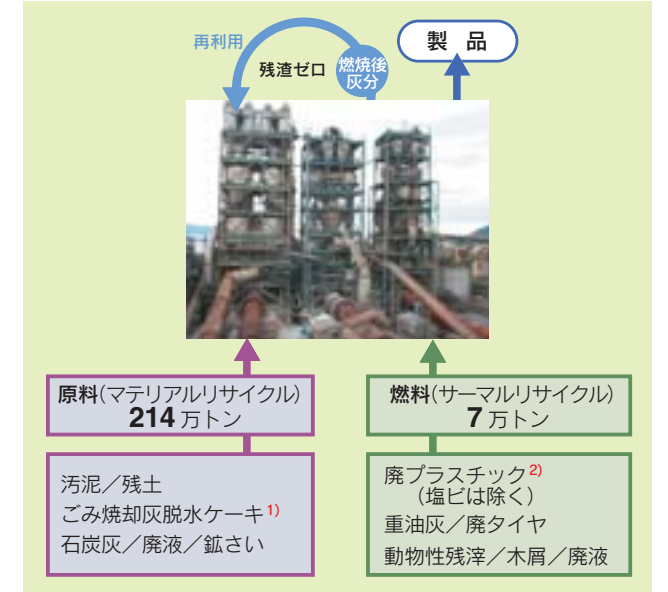 再利用
残渣ゼロ
燃焼後
灰分
製 品
原料(マテリアルリサイクル)
214 万トン
汚泥／残土
ごみ焼却灰脱水ケーキ1)
石炭灰／廃液／鉱さい
燃料(サーマルリサイクル)
7 万トン
廃プラスチック2)
(塩ビは除く)
重油灰／廃タイヤ
動物性残滓／木屑／廃液